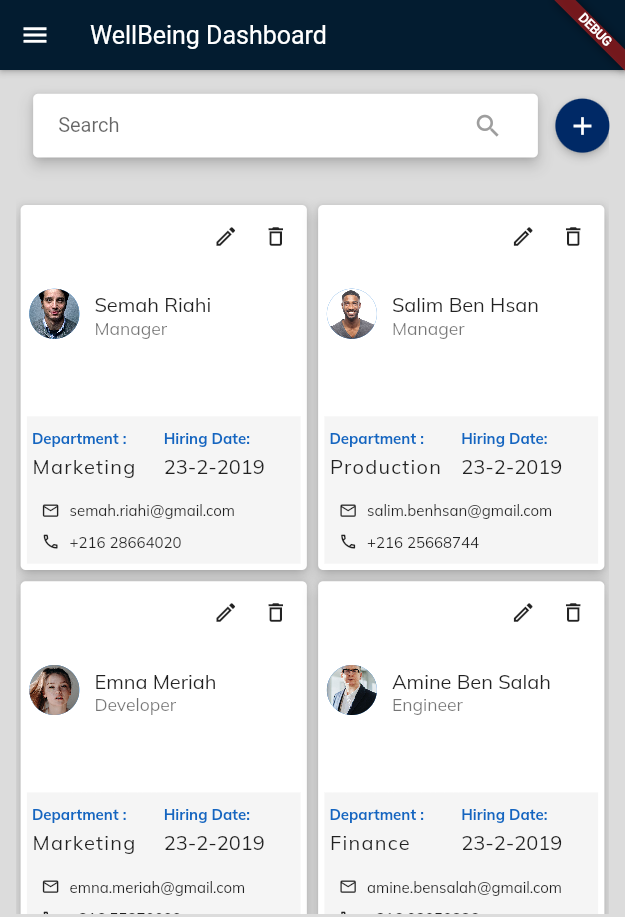 WellBeing Dashboard
DEBUG
Search
Semah Riahi
Manager
Department :
Hiring Date:
Marketing
23-2-2019
semah.riahi@gmail.com
+216 28664020
Salim Ben Hsan
Manager
Department :
Hiring Date:
Production
23-2-2019
salim.benhsan@gmail.com
+216 25668744
Emna Meriah
Developer
Department :
Hiring Date:
Marketing
23-2-2019
emna.meriah@gmail.com
Amine Ben Salah
Engineer
Department :
Hiring Date:
Finance
23-2-2019
amine.bensalah@gmail.com